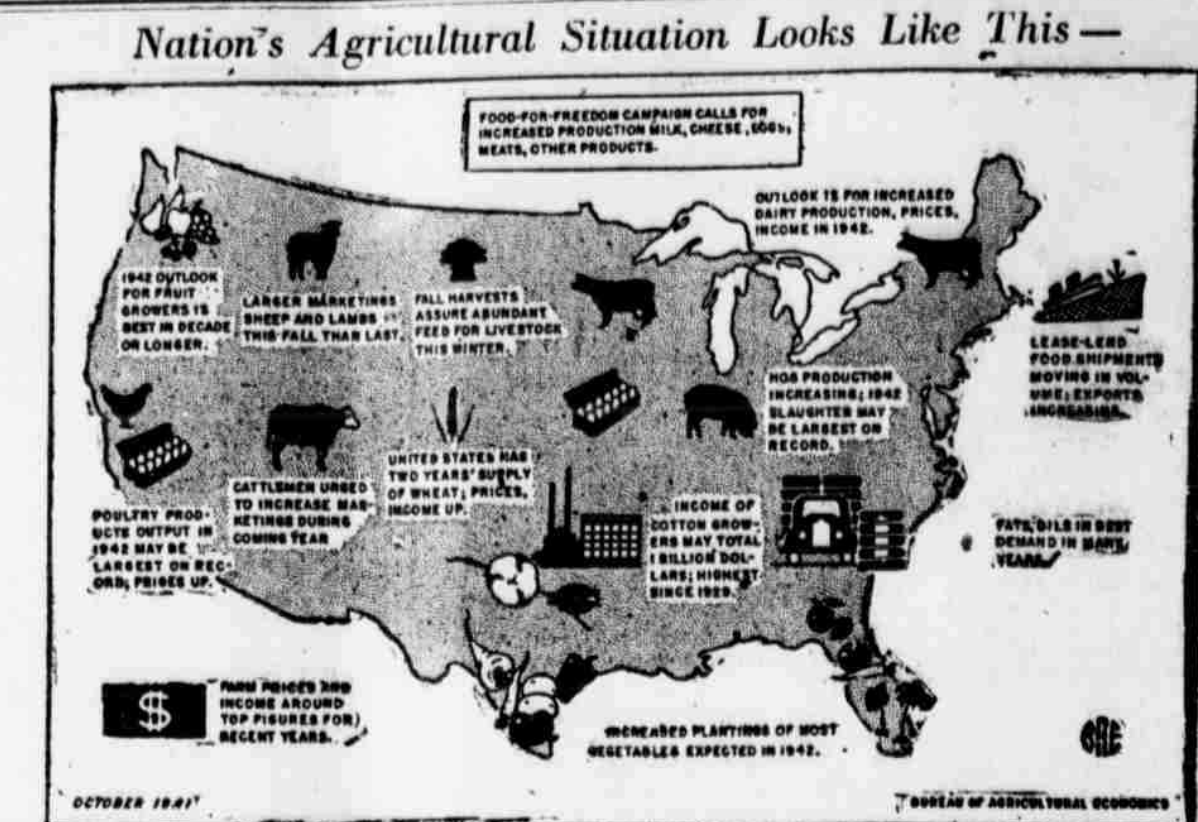 Nation's Agricultural Situation Looks Like This—
FOOD-FOR-FREEDOM CAMPAIGN CALLS FOR
INCREASED PRODUCTION MILK, CHEESE, EGGS,
MEATS, OTHER PRODUCTS.
OUTLOOK IS FOR INCREASED
DAIRY PRODUCTION, PRICES,
INCOME IN 1942.
1942 OUTLOOK
FOR FRUIT
GROWERS IS
BEST IN DECADE
OR LONGER.
LARGER MARKETINGS
SHEEP AND LAMBS
THIS FALL THAN LAST.
FALL HARVESTS
ASSURE ABUNDANT
FEED FOR LIVESTOCK
THIS WINTER.
LEASE-LEND
FOOD SHIPMENTS
MOVING IN VOL-
UME; EXPORTS
INCREASING.
HOG PRODUCTION
INCREASING; 1942
SLAUGHTER MAY
BE LARGEST ON
RECORD.
POULTRY PROD-
UCTS OUTPUT IN
1942 MAY BE
LARGEST ON REC-
ORD; PRICES UP.
CATTLEMEN URGED
TO INCREASE MAR-
KETINGS DURING
COMING YEAR
UNITED STATES HAS
TWO YEARS' SUPPLY
OF WHEAT; PRICES,
INCOME UP.
INCOME OF
COTTON GROW-
ERS MAY TOTAL
1 BILLION DOL-
LARS; HIGHEST
SINCE 1929.
FATS, OILS IN BEST
DEMAND IN MANY
YEARS.
$
FARM PRICES AND
INCOME AROUND
TOP FIGURES FOR
RECENT YEARS.
INCREASED PLANTINGS OF MOST
VEGETABLES EXPECTED IN 1942.
BAE
OCTOBER 1941
BUREAU OF AGRICULTURAL ECONOMICS